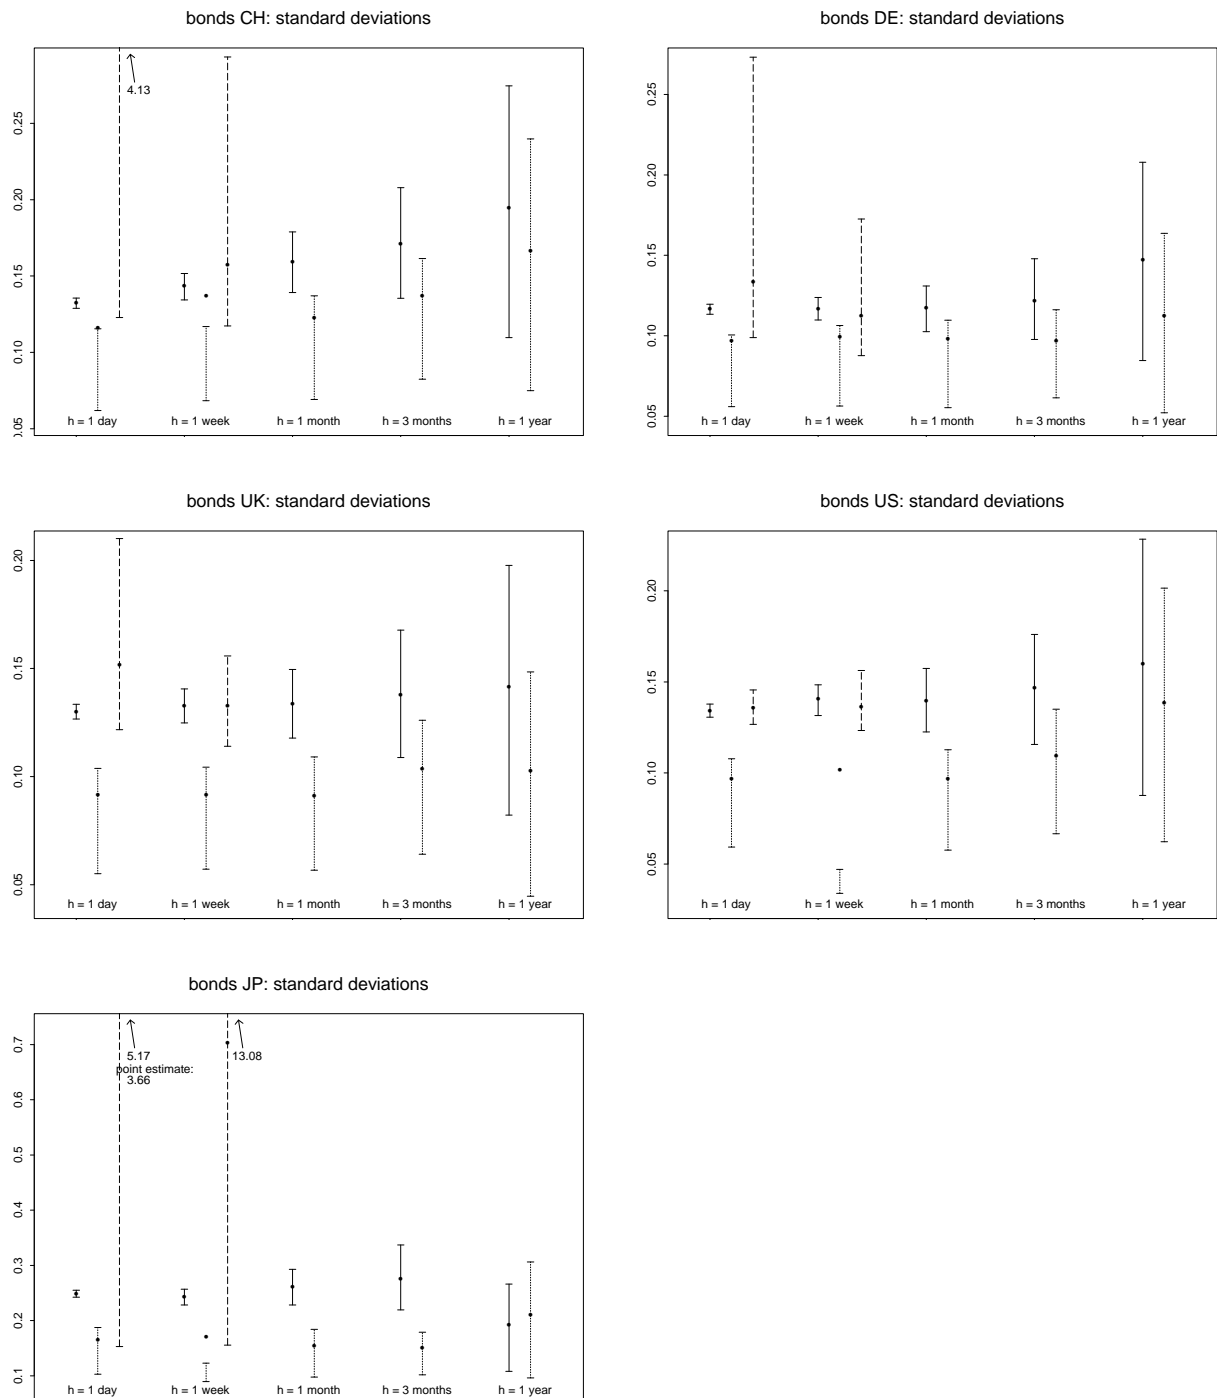 bonds CH: standard deviations
4.13
0.25
0.20
0.15
0.10
0.05
h = 1 day h = 1 week h = 1 month h = 3 months h = 1 year
bonds DE: standard deviations
0.25
0.20
0.15
0.10
0.05
h = 1 day h = 1 week h = 1 month h = 3 months h = 1 year
bonds UK: standard deviations
0.20
0.15
0.10
0.05
h = 1 day h = 1 week h = 1 month h = 3 months h = 1 year
bonds US: standard deviations
0.20
0.15
0.10
0.05
h = 1 day h = 1 week h = 1 month h = 3 months h = 1 year
bonds JP: standard deviations
0.7
5.17 13.08
point estimate:
3.66
0.6
0.5
0.4
0.3
0.2
0.1
h = 1 day h = 1 week h = 1 month h = 3 months h = 1 year